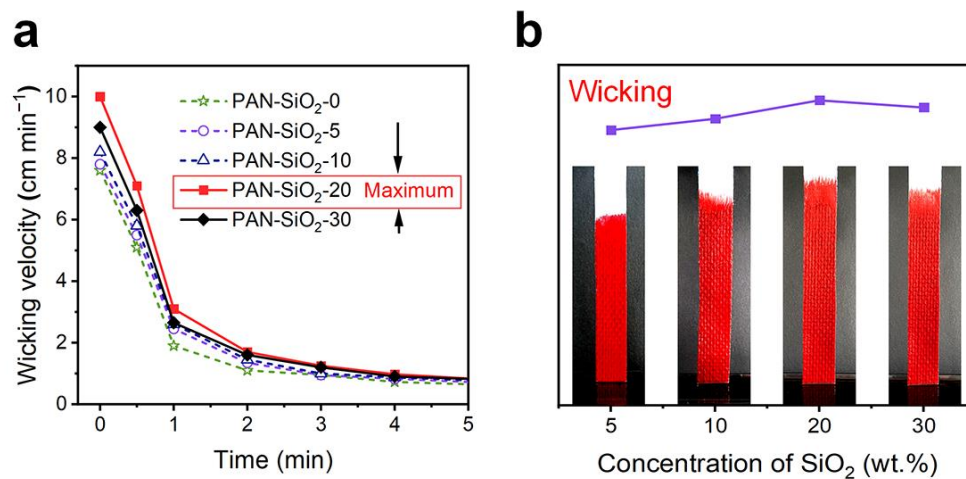 a
Wicking velocity (cm min⁻¹)
10
8
6
4
2
0
PAN-SiO₂-0
PAN-SiO₂-5
PAN-SiO₂-10
PAN-SiO₂-20 Maximum
PAN-SiO₂-30
0 1 2 3 4 5
Time (min)
b
Wicking
5 10 20 30
Concentration of SiO₂ (wt.%)